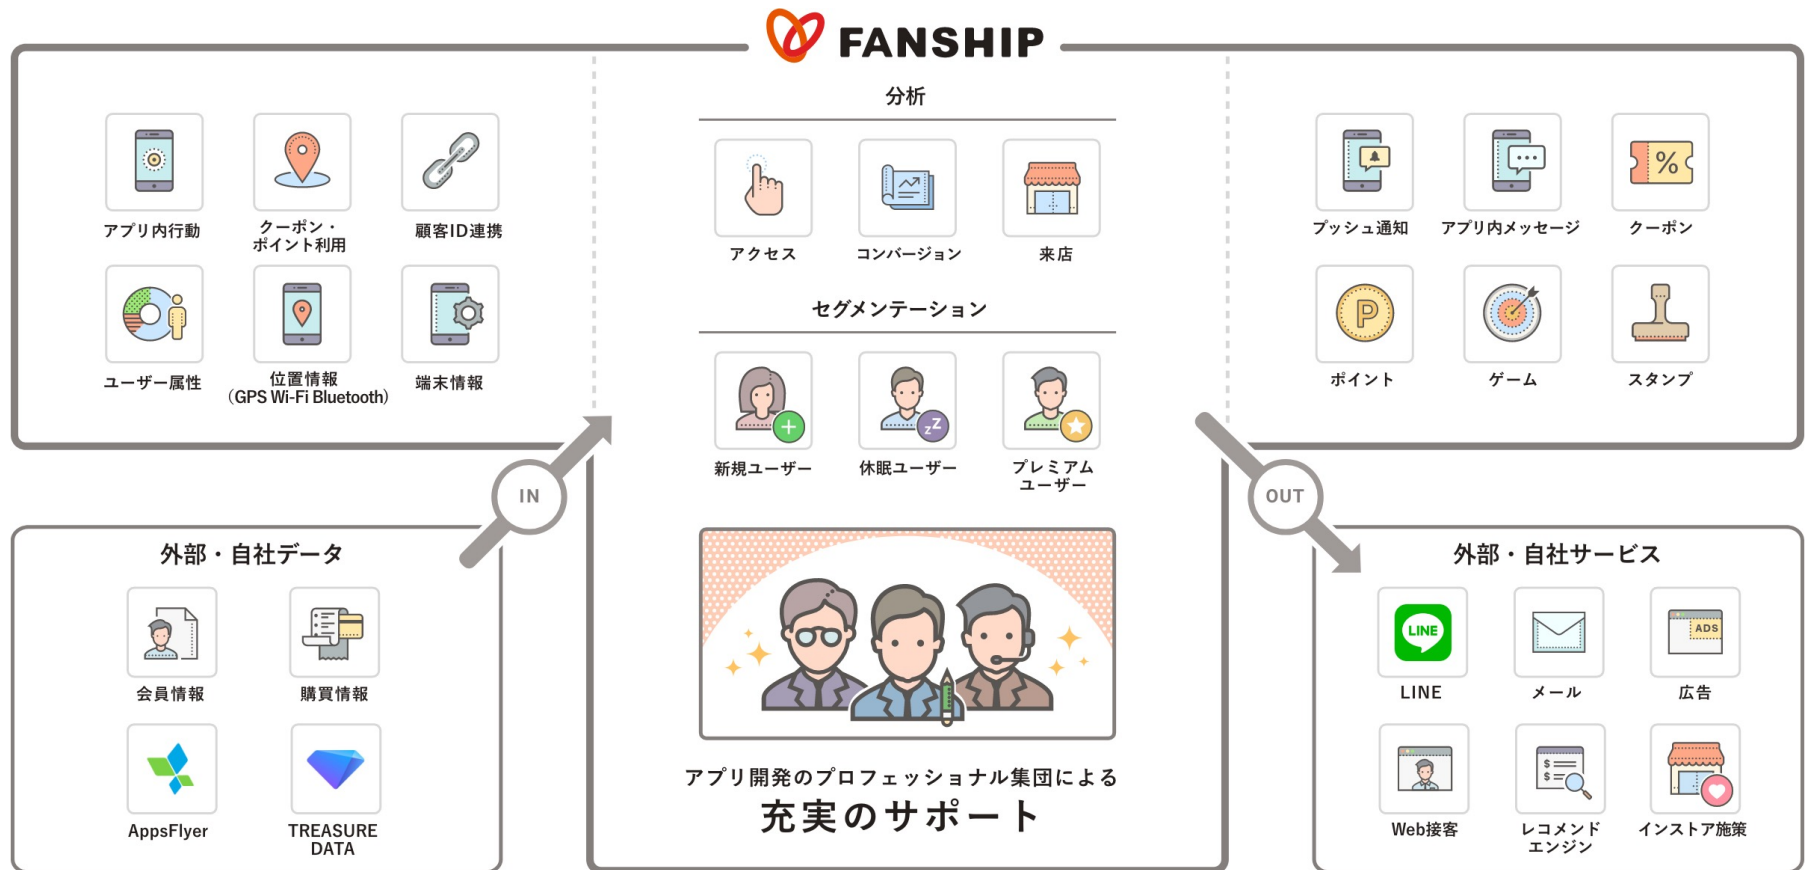 FANSHIP
アプリ内行動
クーポン・
ポイント利用
顧客ID連携
ユーザー属性
位置情報
（GPS Wi-Fi Bluetooth）
端末情報
分析
アクセス
コンバージョン
来店
セグメンテーション
新規ユーザー
休眠ユーザー
プレミアム
ユーザー
zZ
プッシュ通知
アプリ内メッセージ
クーポン
%
ポイント
P
ゲーム
スタンプ
IN
OUT
外部・自社データ
会員情報
購買情報
AppsFlyer
TREASURE
DATA
アプリ開発のプロフェッショナル集団による
充実のサポート
外部・自社サービス
LINE
LINE
メール
ADS
広告
Web接客
$
$
レコメンド
エンジン
インストア施策